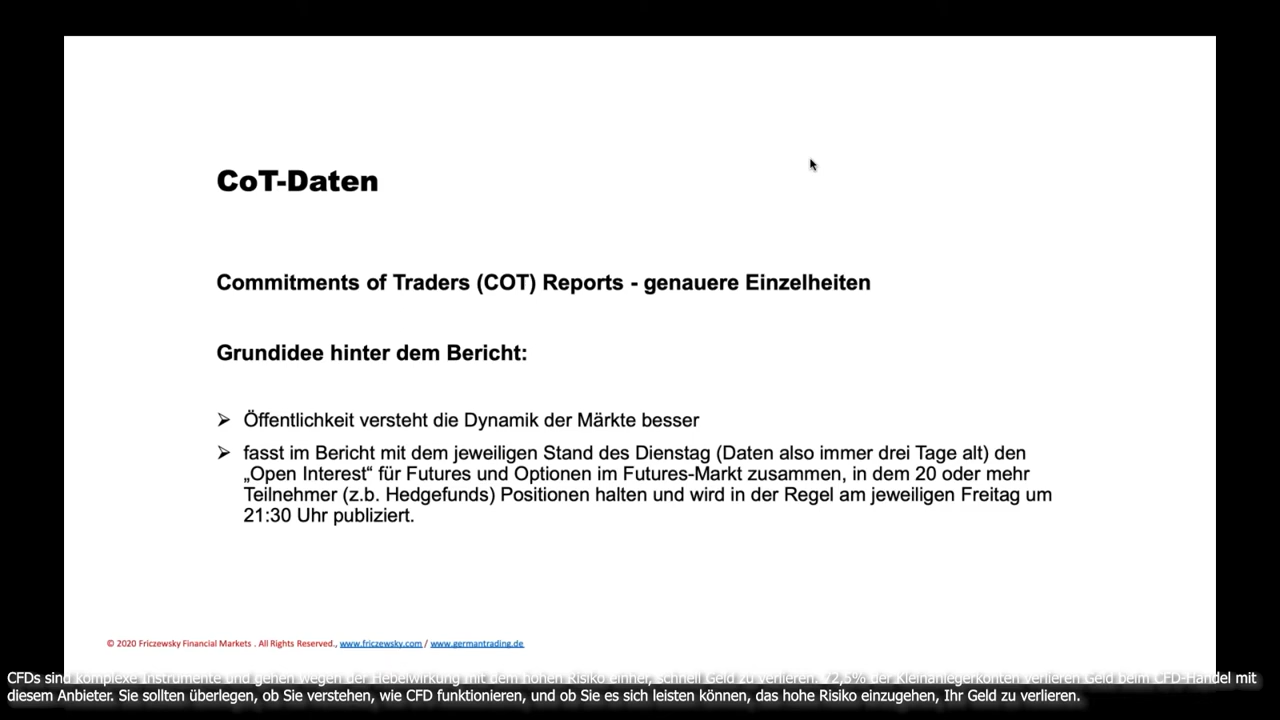 CoT-Daten
Commitments of Traders (COT) Reports - genauere Einzelheiten
Grundidee hinter dem Bericht:
Öffentlichkeit versteht die Dynamik der Märkte besser
fasst im Bericht mit dem jeweiligen Stand des Dienstag (Daten also immer drei Tage alt) den
„Open Interest“ für Futures und Optionen im Futures-Markt zusammen, in dem 20 oder mehr
Teilnehmer (z.b. Hedgefunds) Positionen halten und wird in der Regel am jeweiligen Freitag um
21:30 Uhr publiziert.
© 2020 Friczewsky Financial Markets . All Rights Reserved., www.friczewsky.com / www.germantrading.de
CFDs sind komplexe Instrumente und gehen wegen der Hebelwirkung mit dem hohen Risiko einher, schnell Geld zu verlieren. 72,5% der Kleinanlegerkonten verlieren Geld beim CFD-Handel mit
diesem Anbieter. Sie sollten überlegen, ob Sie verstehen, wie CFD funktionieren, und ob Sie es sich leisten können, das hohe Risiko einzugehen, Ihr Geld zu verlieren.